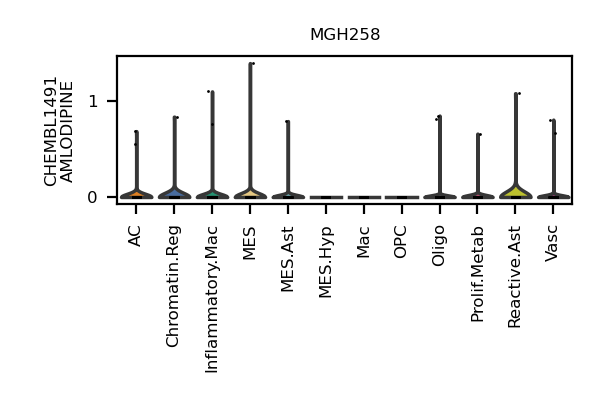 MGH258
CHEMBL1491
AMLODIPINE
1
0
AC
Chromatin.Reg
Inflammatory.Mac
MES
MES.Ast
MES.Hyp
Mac
OPC
Oligo
Prolif.Metab
Reactive.Ast
Vasc